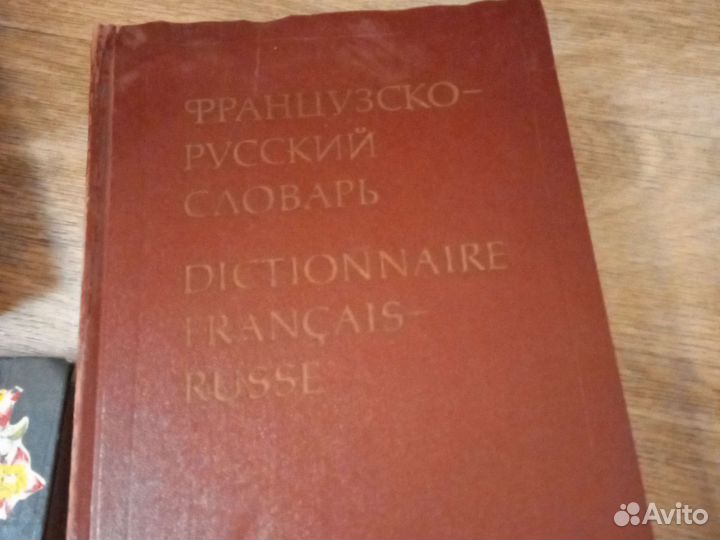 ФРАНЦУЗСКО-
РУССКИЙ
СЛОВАРЬ
DICTIONNAIRE
FRANÇAIS-
RUSSE
Avito